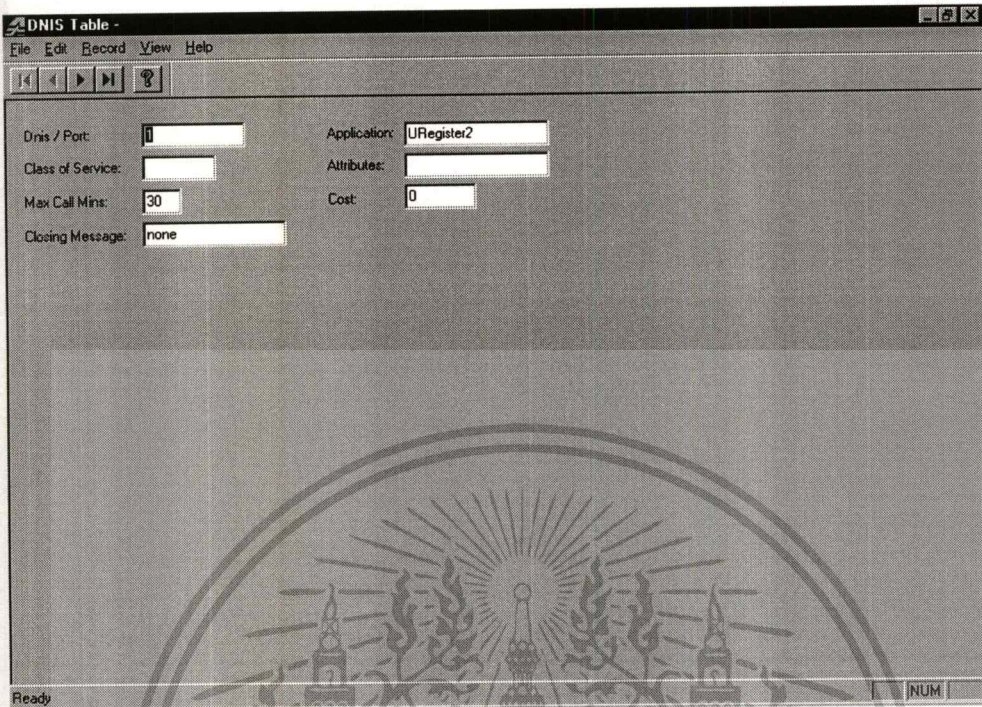 DNIS Table -
File Edit Record View Help
Dnis / Port: 1
Class of Service:
Max Call Mins: 30
Closing Message: none
Application: URegister2
Attributes:
Cost: 0
Ready
NUM